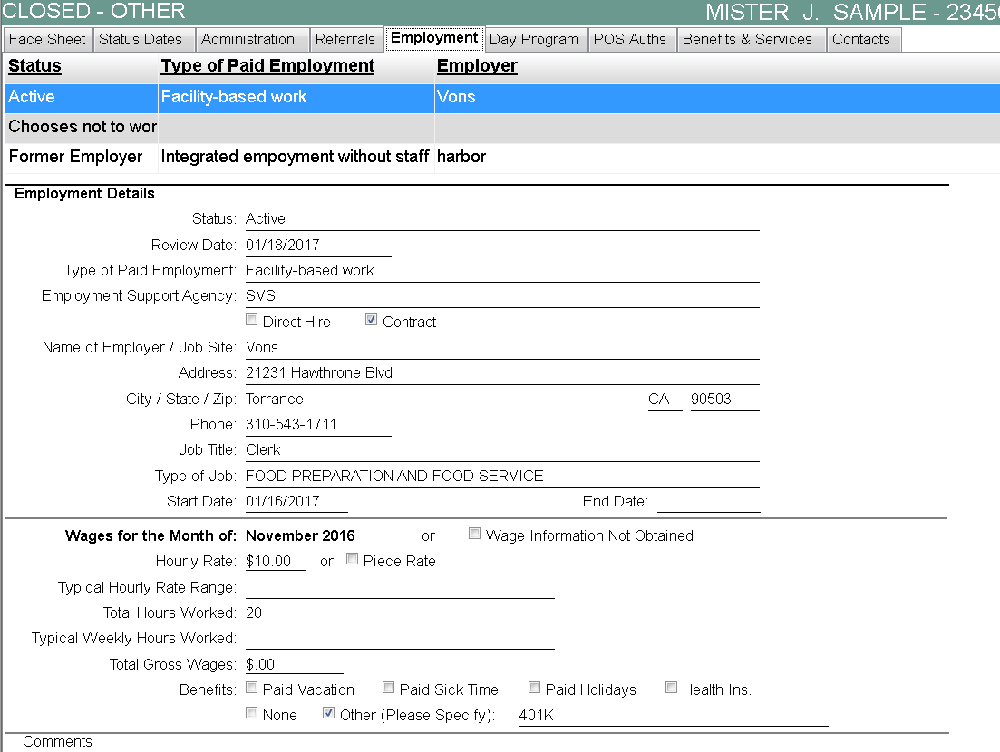 CLOSED - OTHER MISTER J. SAMPLE - 23450
Face Sheet Status Dates Administration Referrals Employment Day Program POS Auths Benefits & Services Contacts
Status Type of Paid Employment Employer
Active Facility-based work Vons
Chooses not to wor
Former Employer Integrated empoyment without staff harbor
Employment Details
Status: Active
Review Date: 01/18/2017
Type of Paid Employment: Facility-based work
Employment Support Agency: SVS
Direct Hire Contract
Name of Employer / Job Site: Vons
Address: 21231 Hawthrone Blvd
City / State / Zip: Torrance CA 90503
Phone: 310-543-1711
Job Title: Clerk
Type of Job: FOOD PREPARATION AND FOOD SERVICE
Start Date: 01/16/2017 End Date:
Wages for the Month of: November 2016 or Wage Information Not Obtained
Hourly Rate: $10.00 or Piece Rate
Typical Hourly Rate Range:
Total Hours Worked: 20
Typical Weekly Hours Worked:
Total Gross Wages: $.00
Benefits: Paid Vacation Paid Sick Time Paid Holidays Health Ins.
None Other (Please Specify): 401K
Comments